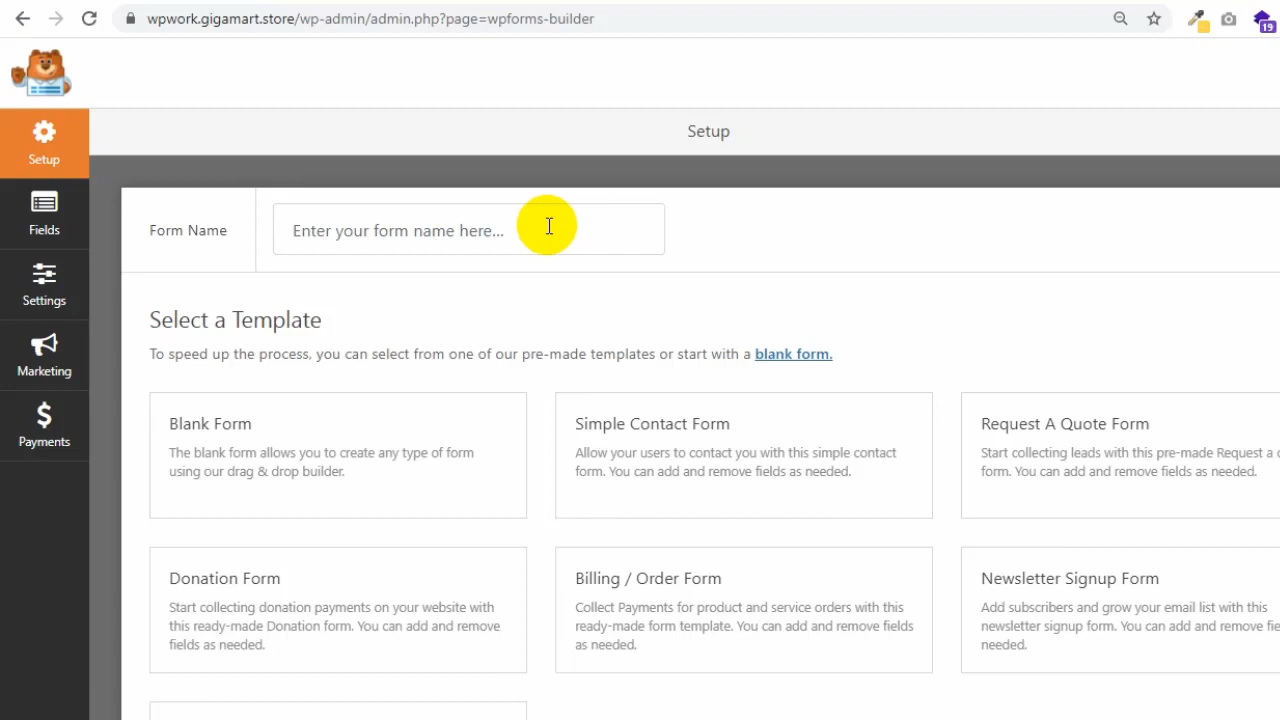 wpwork.gigamart.store/wp-admin/admin.php?page=wpforms-builder
19
Setup
Setup
Fields
Settings
Marketing
Payments
Form Name
Enter your form name here...
Select a Template
To speed up the process, you can select from one of our pre-made templates or start with a blank form.
Blank Form
The blank form allows you to create any type of form
using our drag & drop builder.
Simple Contact Form
Allow your users to contact you with this simple contact
form. You can add and remove fields as needed.
Request A Quote Form
Start collecting leads with this pre-made Request a
form. You can add and remove fields as needed.
Donation Form
Start collecting donation payments on your website with
this ready-made Donation form. You can add and remove
fields as needed.
Billing / Order Form
Collect Payments for product and service orders with this
ready-made form template. You can add and remove fields
as needed.
Newsletter Signup Form
Add subscribers and grow your email list with this
newsletter signup form. You can add and remove
needed.